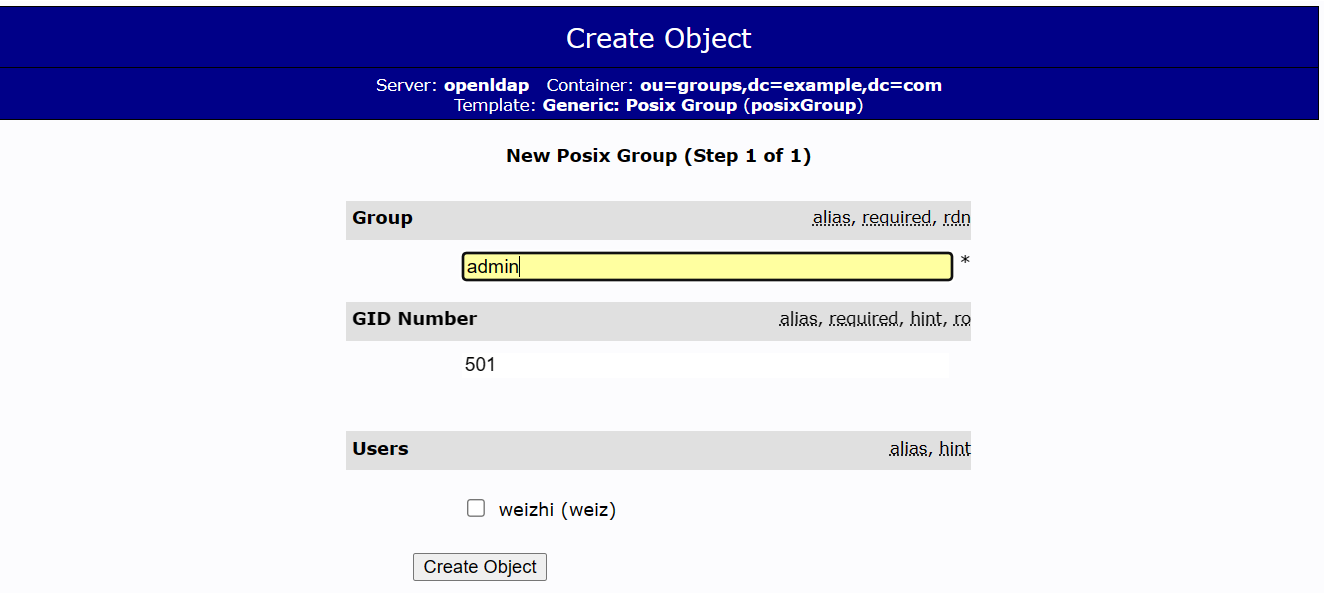 Create Object
Server: openldap Container: ou=groups,dc=example,dc=com
Template: Generic: Posix Group (posixGroup)
New Posix Group (Step 1 of 1)
Group alias, required, rdn
admin *
GID Number alias, required, hint, ro
501
Users alias, hint
weizhi (weiz)
Create Object